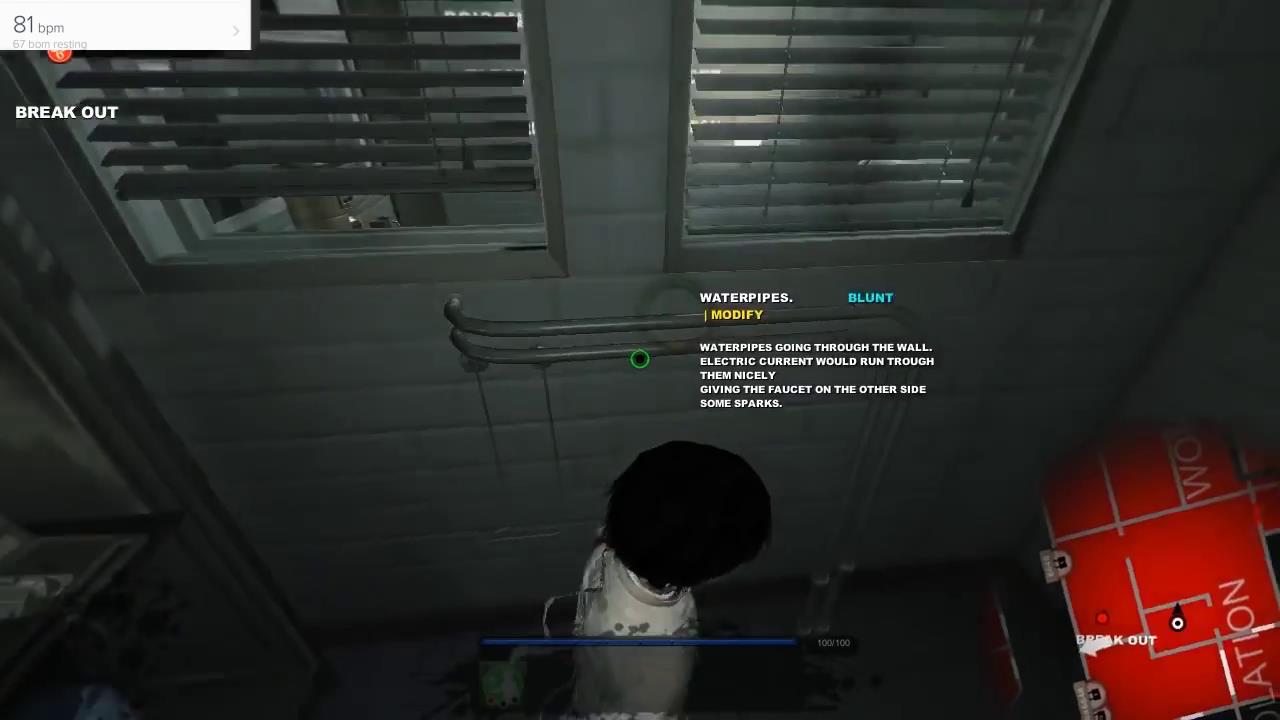 81 bpm
67 bpm resting
BREAK OUT
WATERPIPES. BLUNT
| MODIFY
WATERPIPES GOING THROUGH THE WALL.
ELECTRIC CURRENT WOULD RUN TROUGH
THEM NICELY
GIVING THE FAUCET ON THE OTHER SIDE
SOME SPARKS.
100/100
BREAK OUT